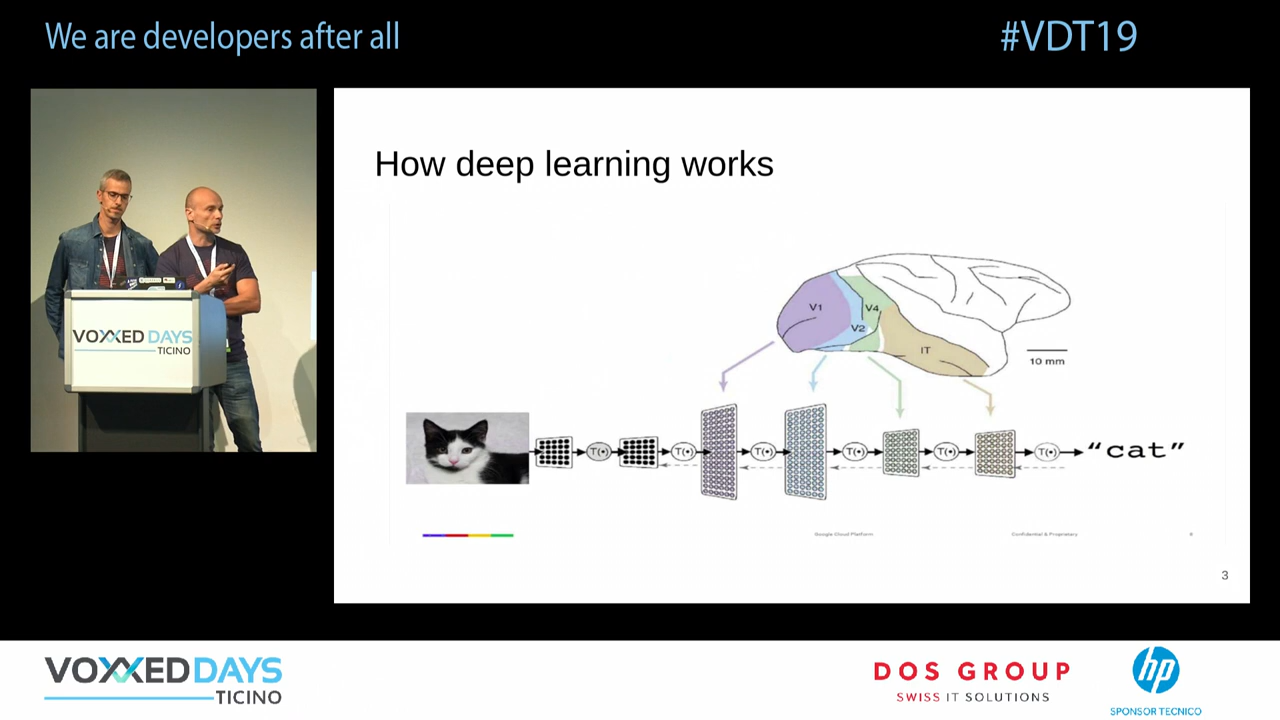 We are developers after all
#VDT19
How deep learning works
VOXXED DAYS
TICINO
V1
V2
V4
IT
10 mm
T(•)
T(•)
T(•)
T(•)
T(•)
T(•)
"cat"
Google Cloud Platform
Confidential & Proprietary
3
VOXXED DAYS
TICINO
DOS GROUP
SWISS IT SOLUTIONS
hp
SPONSOR TECNICO